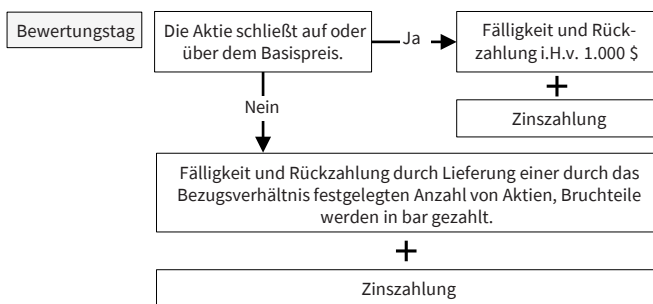 Bewertungstag
Die Aktie schließt auf oder
über dem Basispreis.
Ja
Fälligkeit und Rück-
zahlung i.H.v. 1.000 $
+
Zinszahlung
Nein
Fälligkeit und Rückzahlung durch Lieferung einer durch das
Bezugsverhältnis festgelegten Anzahl von Aktien, Bruchteile
werden in bar gezahlt.
+
Zinszahlung